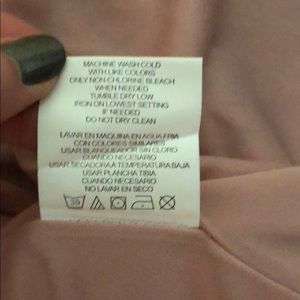 MACHINE WASH COLD
WITH LIKE COLORS
ONLY NON-CHLORINE BLEACH
WHEN NEEDED
TUMBLE DRY LOW
IRON ON LOWEST SETTING
IF NEEDED
DO NOT DRY CLEAN
LAVAR EN MAQUINA EN AGUA FRIA
CON COLORES SIMILARES
USAR BLANQUEADOR SIN CLORO
CUANDO NECESARIO
USAR SECADORA A TEMPERATURA BAJA
USAR PLANCHA TIBIA
CUANDO NECESARIO
NO LAVAR EN SECO
30